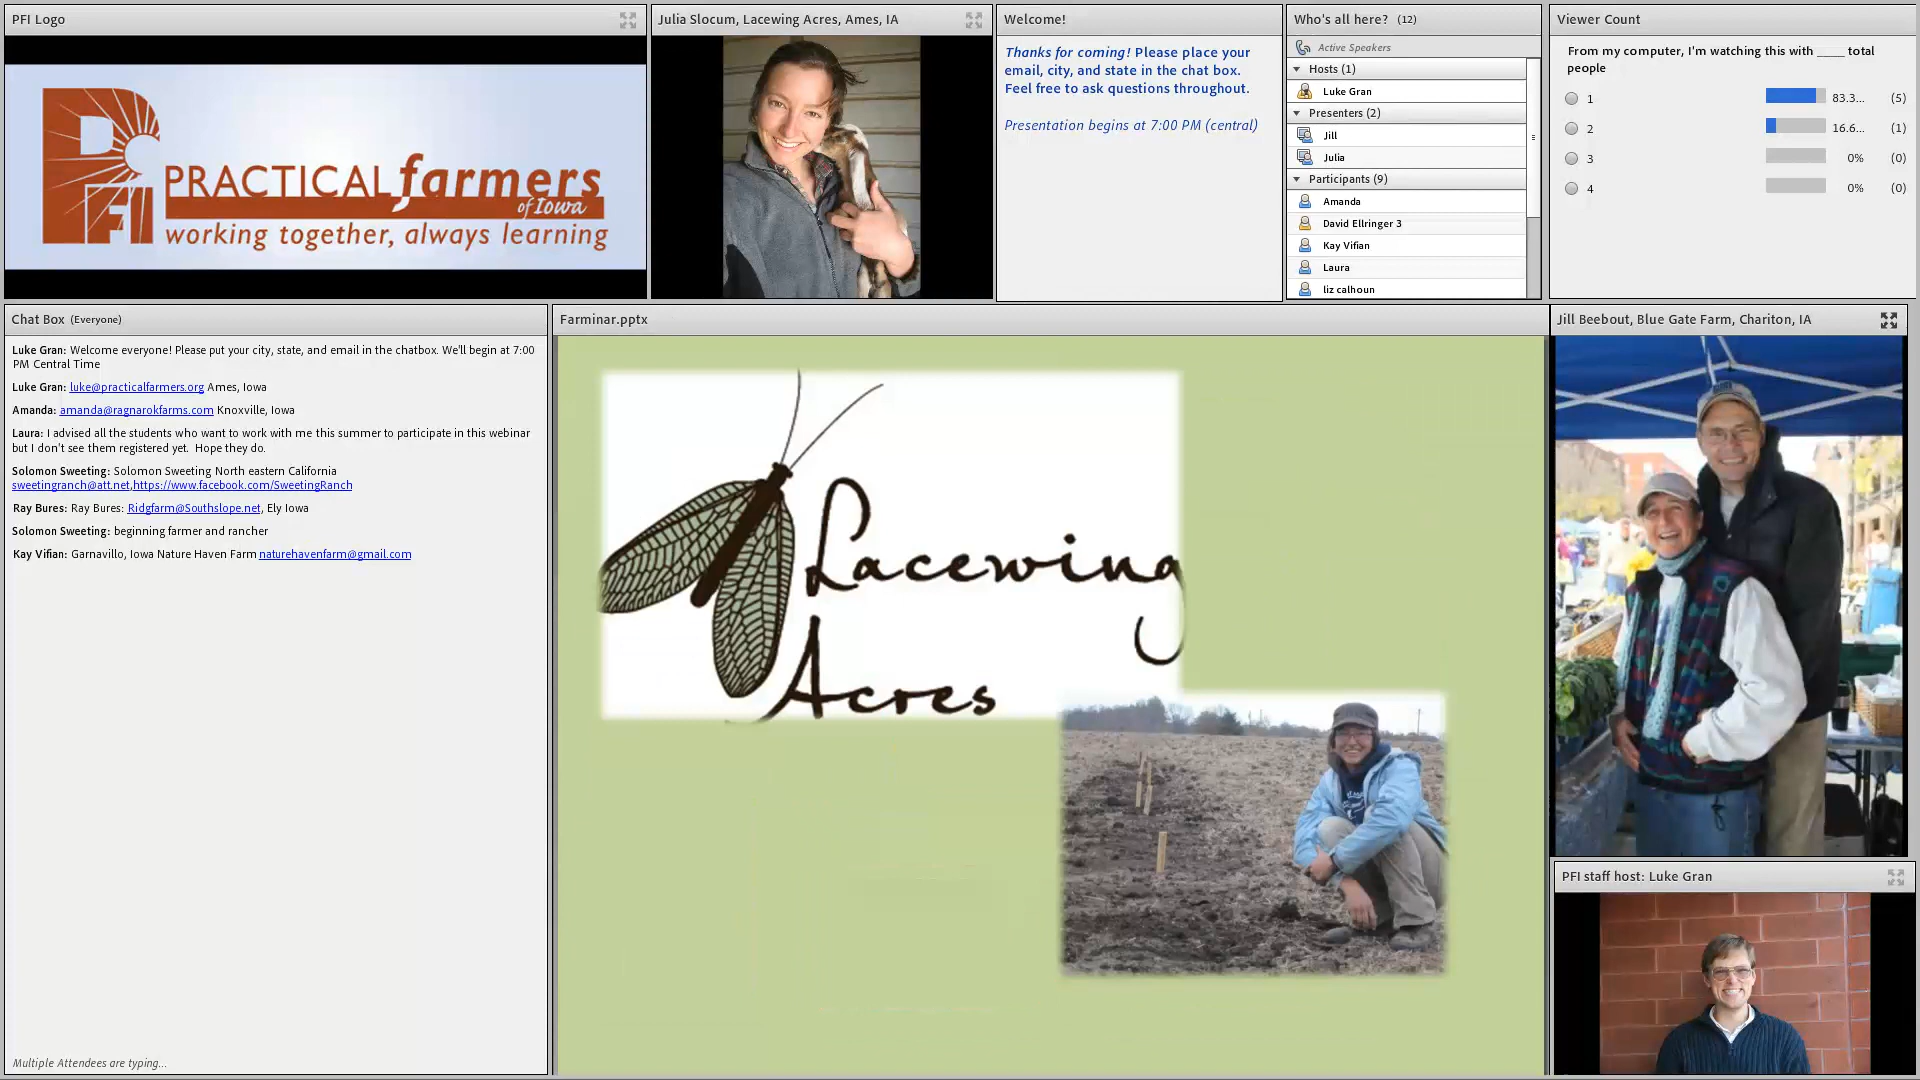 PFI Logo
PFI
PRACTICAL farmers
of Iowa
working together, always learning
Julia Slocum, Lacewing Acres, Ames, IA
Welcome!
Thanks for coming! Please place your
email, city, and state in the chat box.
Feel free to ask questions throughout.
Presentation begins at 7:00 PM (central)
Who's all here? (12)
Active Speakers
Hosts (1)
Luke Gran
Presenters (2)
Jill
Julia
Participants (9)
Amanda
David Ellringer 3
Kay Vifian
Laura
liz calhoun
Viewer Count
From my computer, I'm watching this with ____ total
people
1 83.3... (5)
2 16.6... (1)
3 0% (0)
4 0% (0)
Chat Box (Everyone)
Luke Gran: Welcome everyone! Please put your city, state, and email in the chatbox. We'll begin at 7:00
PM Central Time
Luke Gran: luke@practicalfarmers.org Ames, Iowa
Amanda: amanda@ragnarokfarms.com Knoxville, Iowa
Laura: I advised all the students who want to work with me this summer to participate in this webinar
but I don't see them registered yet. Hope they do.
Solomon Sweeting: Solomon Sweeting North eastern California
sweetingranch@att.net,https://www.facebook.com/SweetingRanch
Ray Bures: Ray Bures: Ridgfarm@Southslope.net, Ely Iowa
Solomon Sweeting: beginning farmer and rancher
Kay Vifian: Garnavillo, Iowa Nature Haven Farm naturehavenfarm@gmail.com
Multiple Attendees are typing...
Farminar.pptx
Lacewing
Acres
Jill Beebout, Blue Gate Farm, Chariton, IA
PFI staff host: Luke Gran